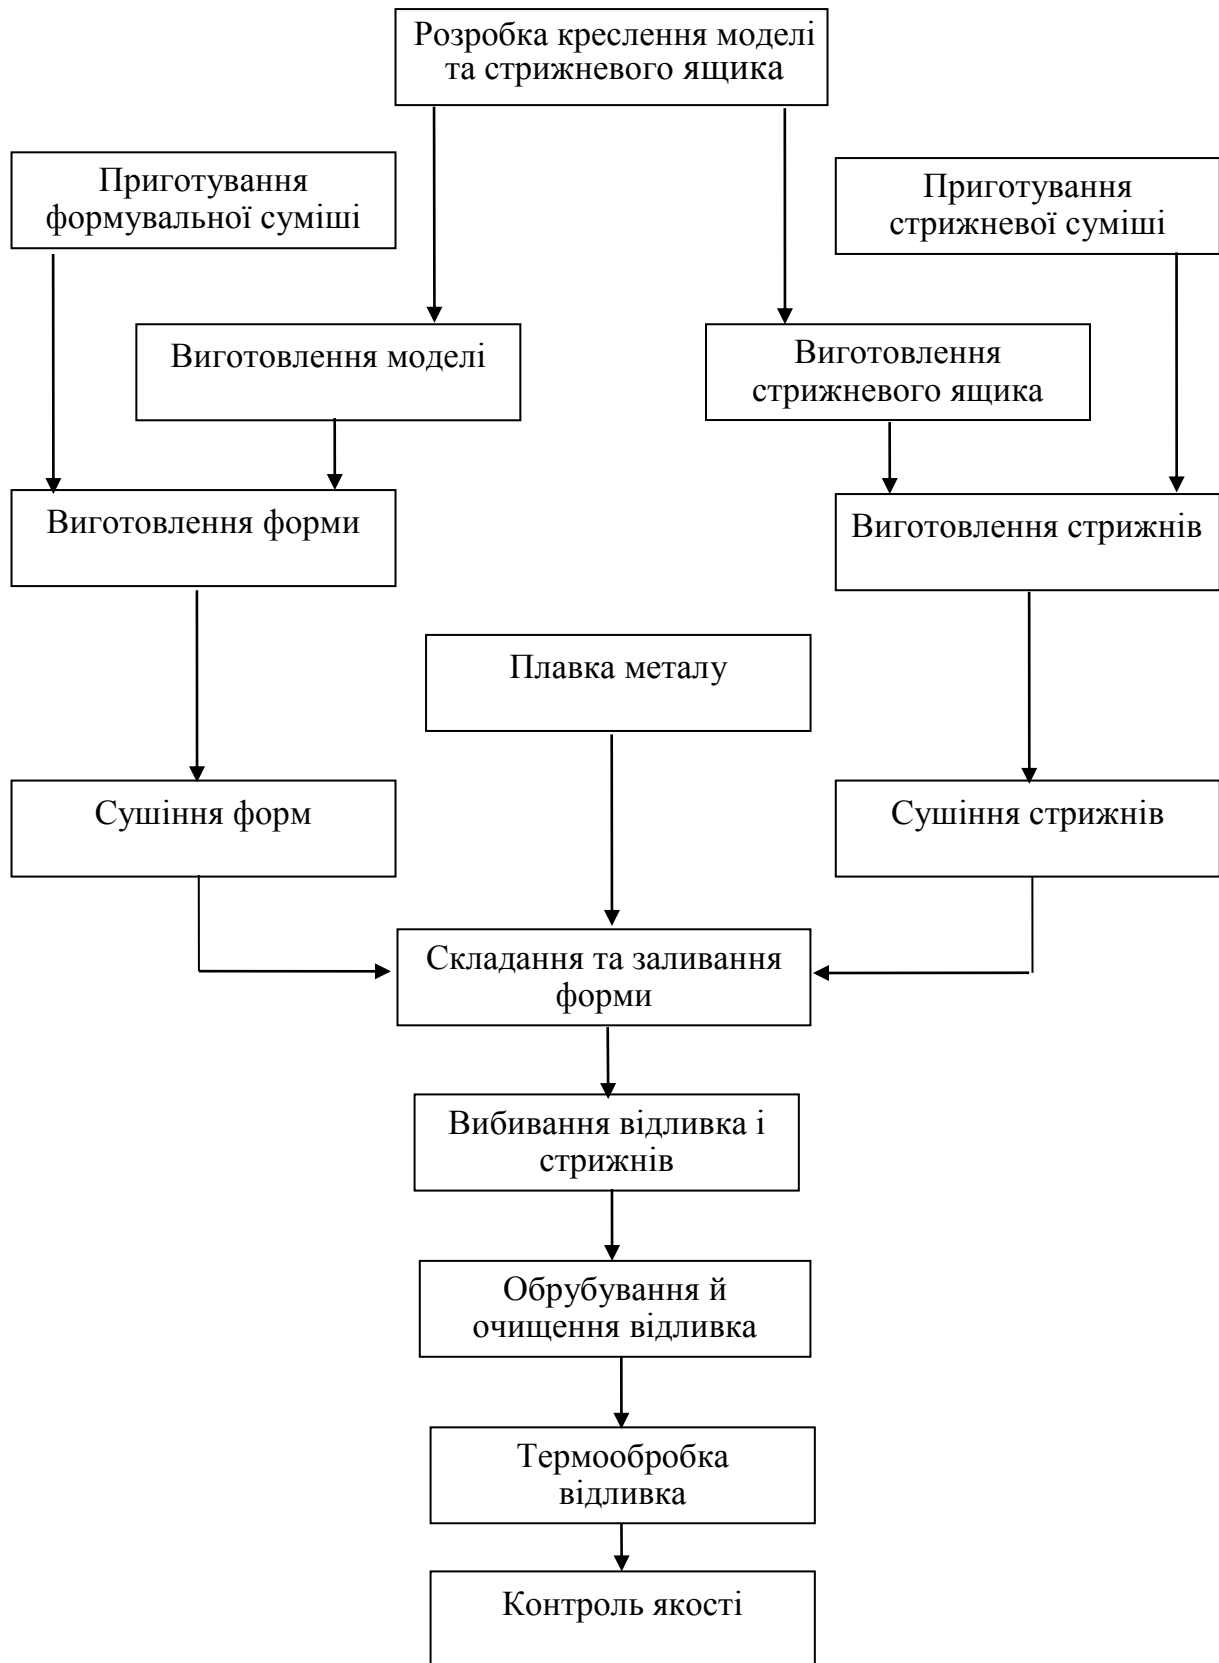 Розробка креслення моделі
та стрижневого ящика
Приготування
формувальної суміші
Приготування
стрижневої суміші
Виготовлення моделі
Виготовлення
стрижневого ящика
Виготовлення форми
Виготовлення стрижнів
Плавка металу
Сушіння форм
Сушіння стрижнів
Складання та заливання
форми
Вибивання відливка і
стрижнів
Обрубування й
очищення відливка
Термообробка
відливка
Контроль якості